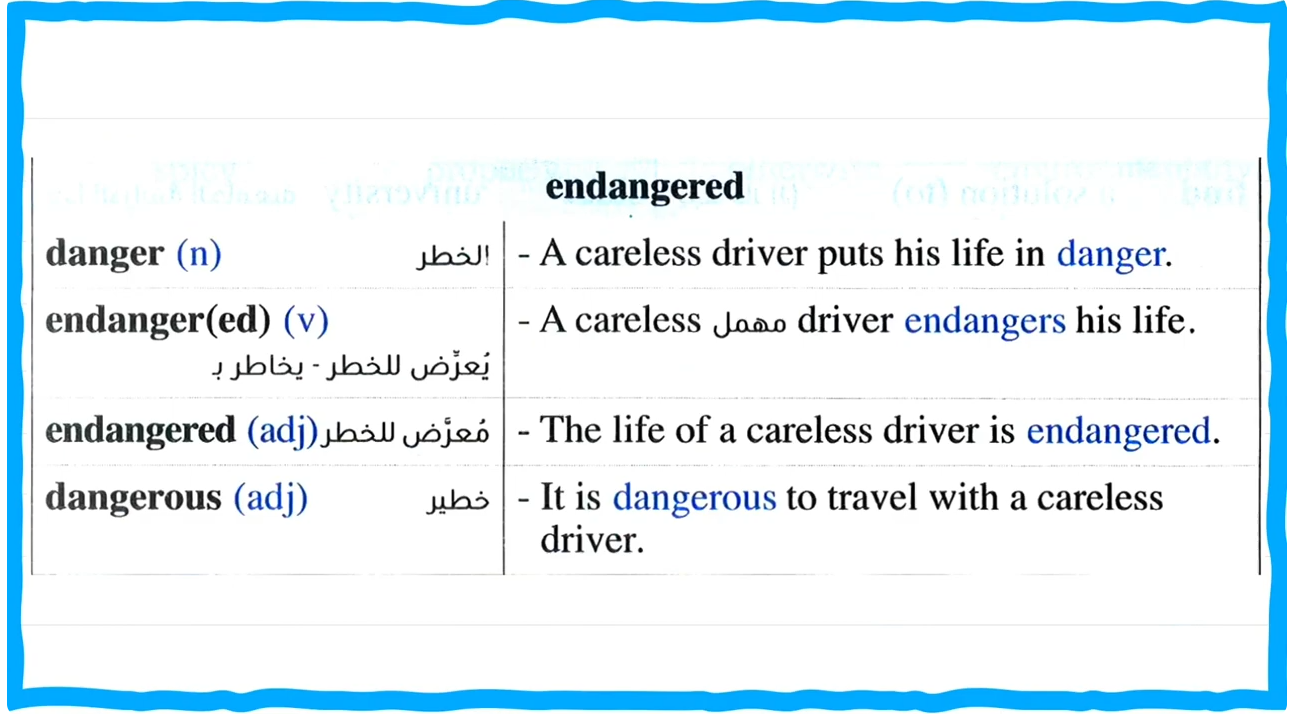 endangered
danger (n) الخطر - A careless driver puts his life in danger.
endanger(ed) (v) - A careless مهمل driver endangers his life.
يُعرِّض للخطر - يخاطر بـ
endangered (adj) مُعرَّض للخطر - The life of a careless driver is endangered.
dangerous (adj) خطير - It is dangerous to travel with a careless
driver.